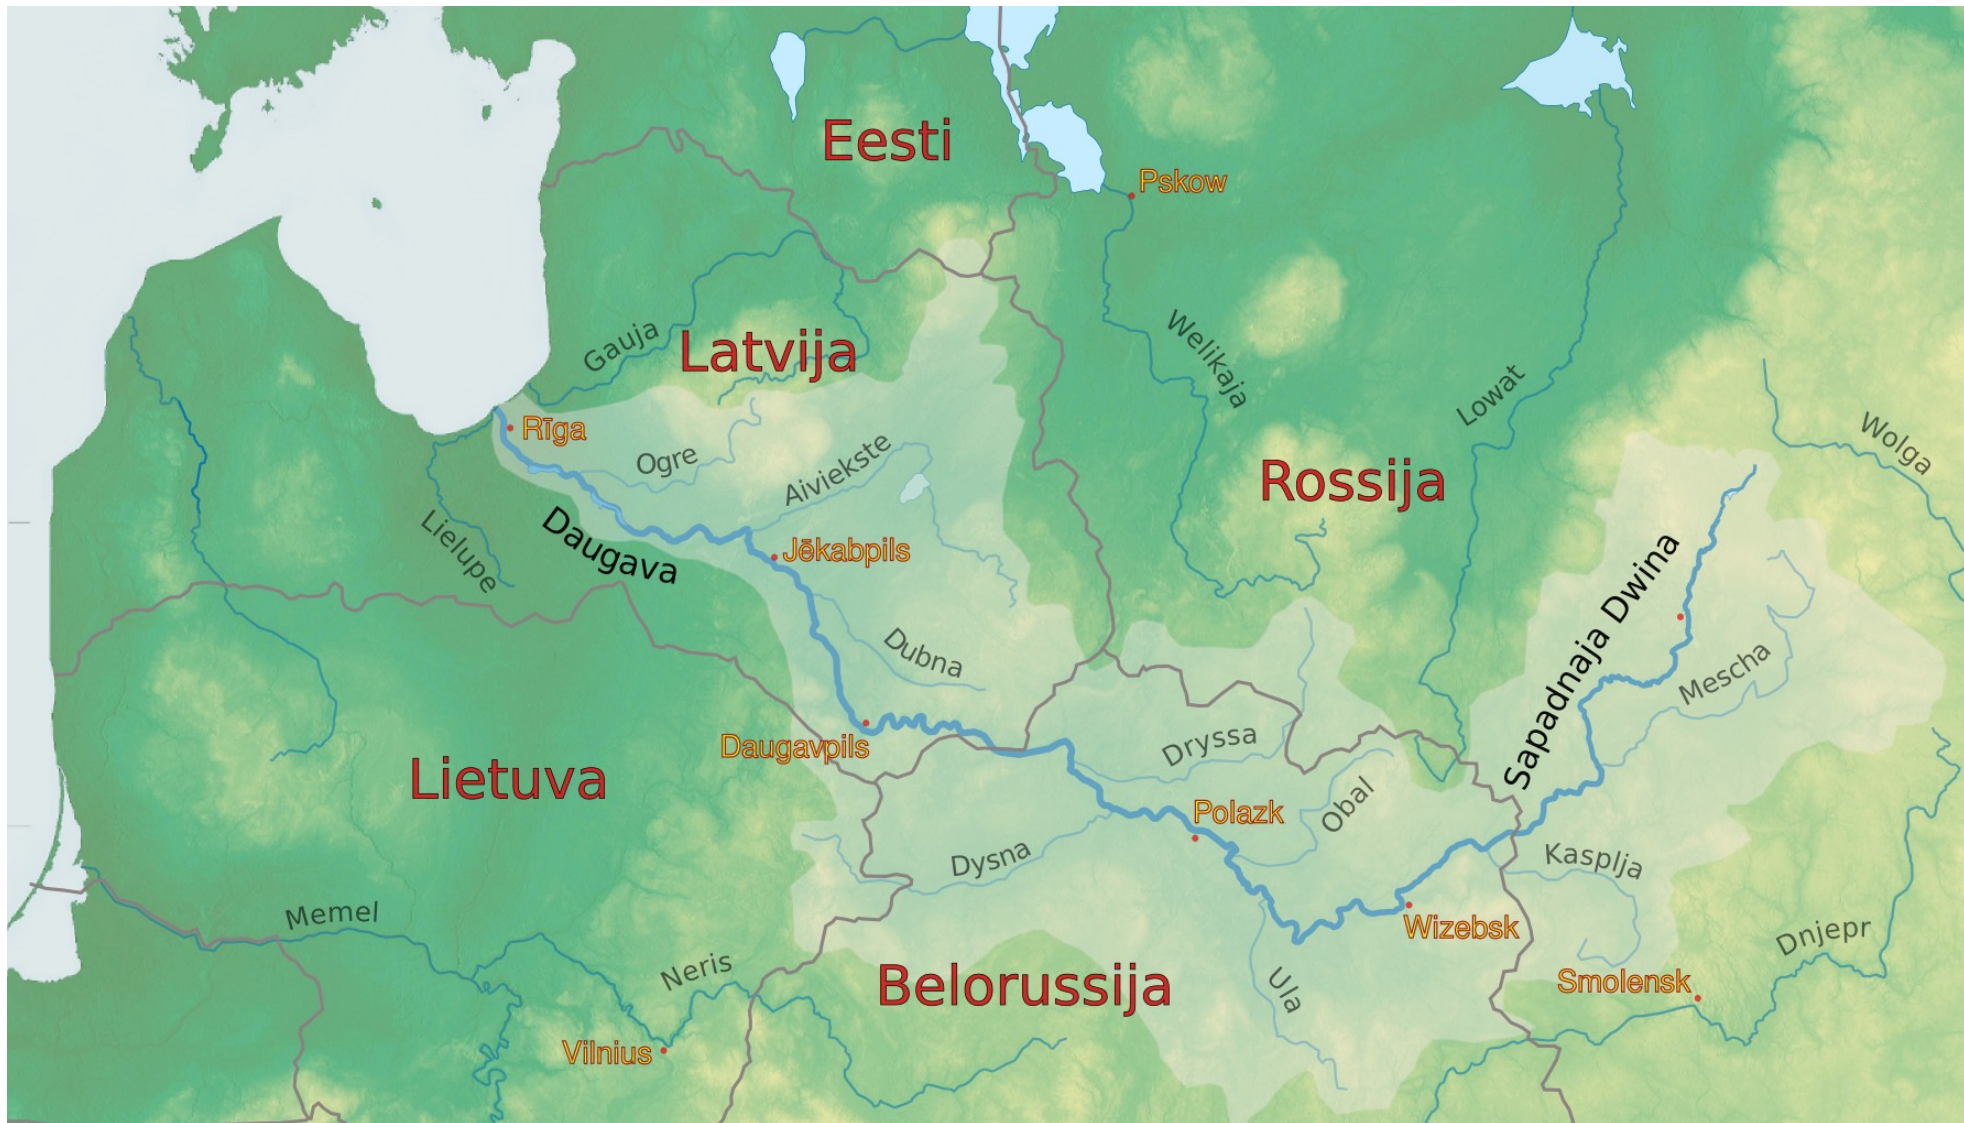 Eesti
Pskow
Gauja
Latvija
Welikaja
Lowat
Wolga
Rīga
Ogre
Aiviekste
Rossija
Lielupe
Daugava
Jēkabpils
Sapadnaja Dwina
Dubna
Mescha
Daugavpils
Dryssa
Lietuva
Polazk
Obal
Dysna
Kasplja
Memel
Wizebsk
Dnjepr
Neris
Belorussija
Ula
Smolensk
Vilnius